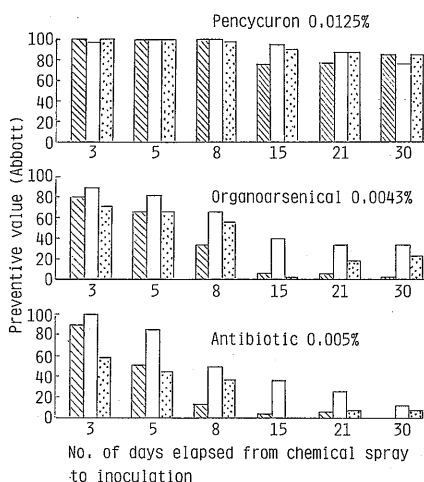 Pencycuron 0.0125%
100
80
60
40
20
0
3 5 8 15 21 30
Organoarsenical 0.0043%
100
80
60
40
20
0
3 5 8 15 21 30
Antibiotic 0.005%
100
80
60
40
20
0
3 5 8 15 21 30
Preventive value (Abbott)
No. of days elapsed from chemical spray
to inoculation